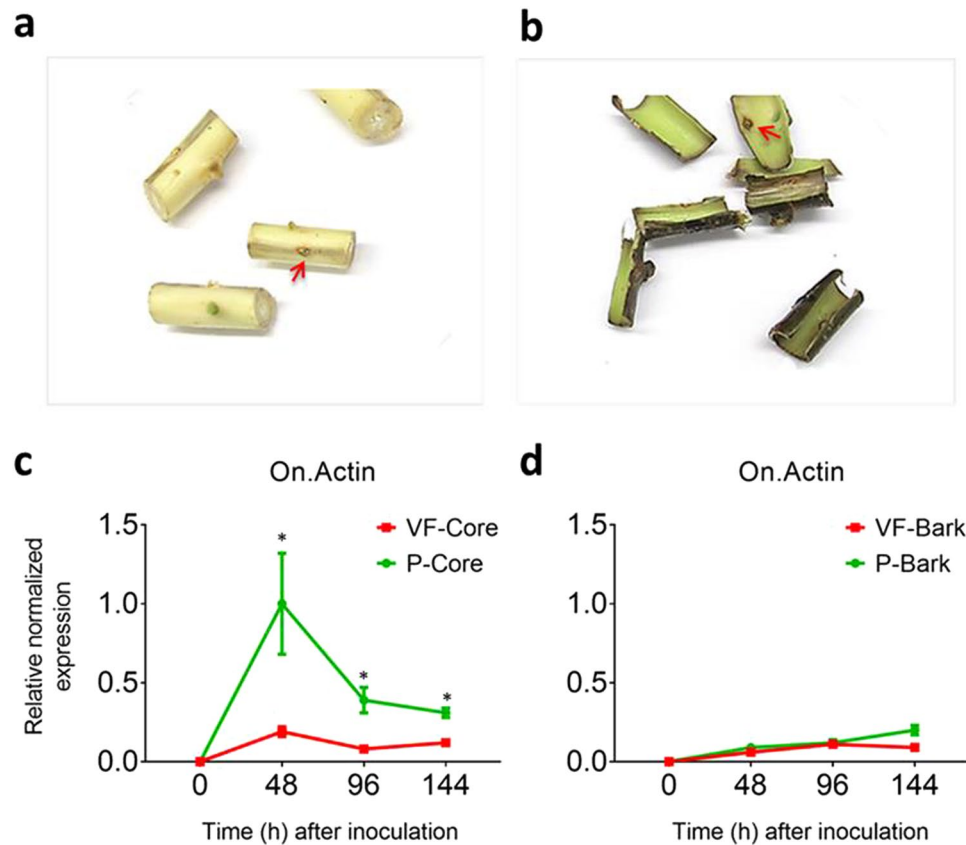 a
b
c
On.Actin
Relative normalized
expression
1.5
1.0
0.5
0.0
VF-Core
P-Core
*
*
*
0
48
96
144
Time (h) after inoculation
d
On.Actin
1.5
1.0
0.5
0.0
VF-Bark
P-Bark
0
48
96
144
Time (h) after inoculation